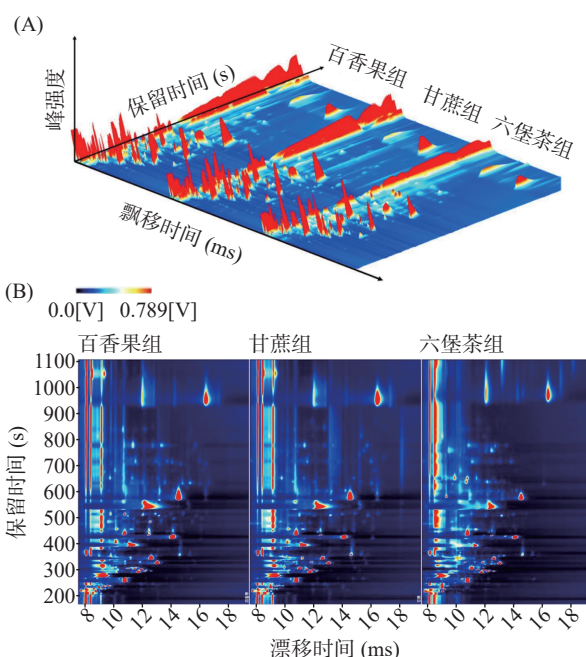 (A)
峰强度
保留时间 (s)
百香果组
甘蔗组
六堡茶组
飘移时间 (ms)
(B)
0.0[V] 0.789[V]
百香果组 甘蔗组 六堡茶组
1100
1000
900
800
700
600
500
400
300
200
保留时间 (s)
8 10 12 14 16 18 8 10 12 14 16 18 8 10 12 14 16 18
漂移时间 (ms)